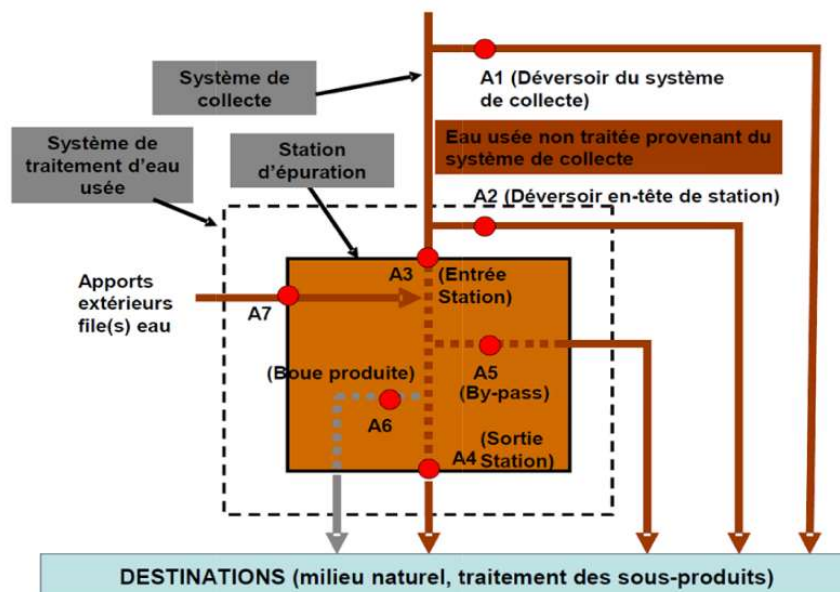 Système de
collecte
A1 (Déversoir du système
de collecte)
Système de
traitement d'eau
usée
Station
d'épuration
Eau usée non traitée provenant du
système de collecte
A2 (Déversoir en-tête de station)
Apports
extérieurs
file(s) eau
A7
A3
(Entrée
Station)
(Boue produite)
A6
A5
(By-pass)
A4
(Sortie
Station)
DESTINATIONS (milieu naturel, traitement des sous-produits)